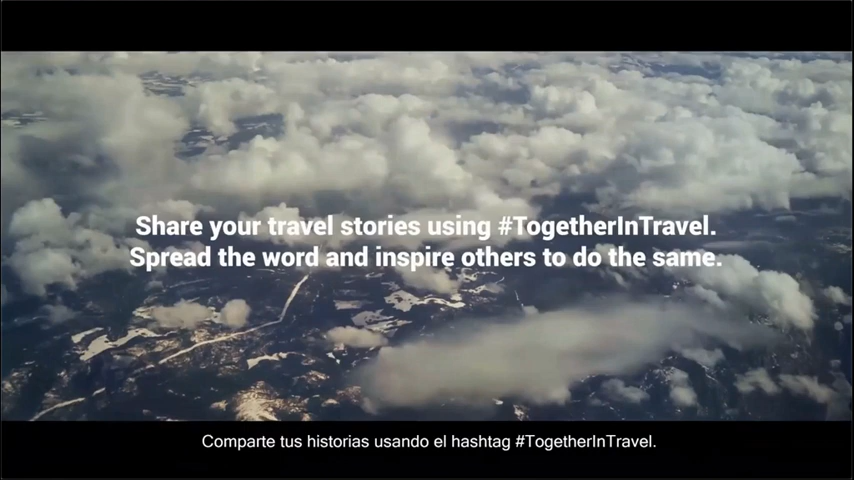 Share your travel stories using #TogetherInTravel.
Spread the word and inspire others to do the same.
Comparte tus historias usando el hashtag #TogetherInTravel.